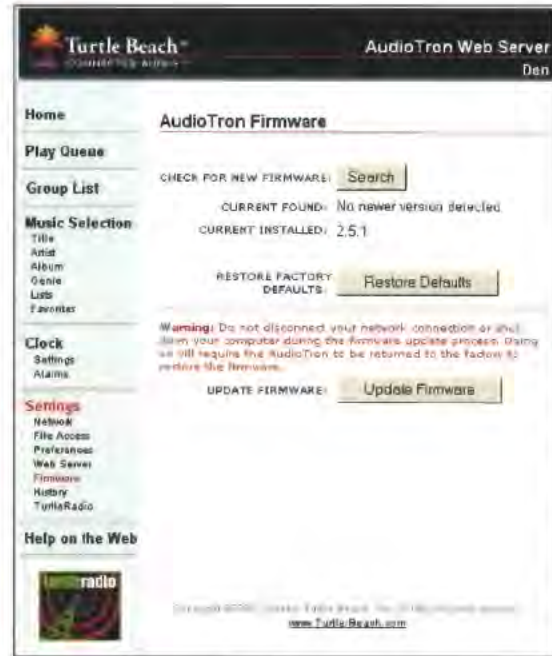 Turtle Beach
AudioTron Web Server
Den
Home
Play Queue
Group List
Music Selection
Title
Artist
Album
Genre
Lists
Favorites
Clock
Settings
Alarms
Settings
Network
File Access
Preferences
Web Server
Firmware
History
TurtleRadio
Help on the Web
radio
AudioTron Firmware
CHECK FOR NEW FIRMWARE: Search
CURRENT FOUND: No newer version detected
CURRENT INSTALLED: 2.5.1
RESTORE FACTORY
DEFAULTS: Restore Defaults
Warning: Do not disconnect your network connection or shut
down your computer during the firmware update process. Doing
so will require the AudioTron to be returned to the factory to
restore the firmware.
UPDATE FIRMWARE: Update Firmware
www.TurtleBeach.com